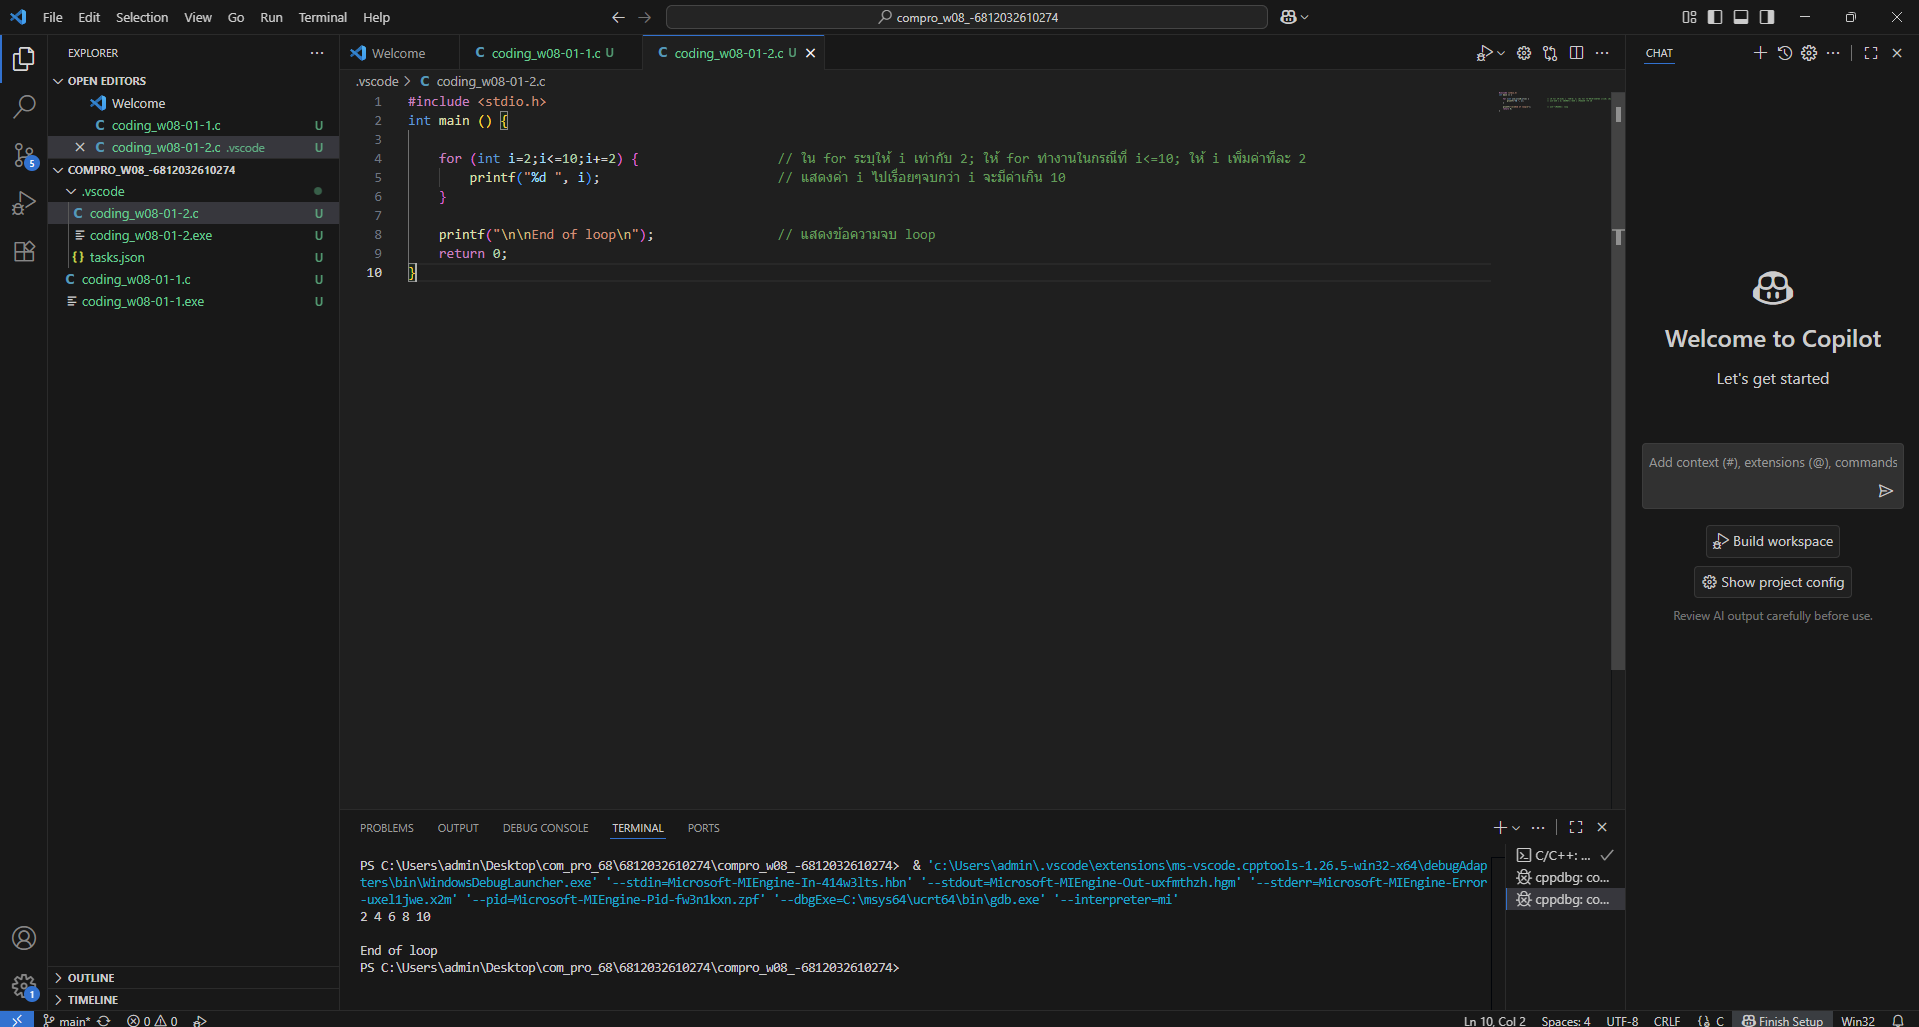 File Edit Selection View Go Run Terminal Help
compro_w08_-6812032610274
EXPLORER
OPEN EDITORS
Welcome
coding_w08-01-1.c U
coding_w08-01-2.c .vscode U
COMPRO_W08_-6812032610274
.vscode
C coding_w08-01-2.c U
coding_w08-01-2.exe U
{} tasks.json U
C coding_w08-01-1.c U
coding_w08-01-1.exe U
OUTLINE
TIMELINE
Welcome
C coding_w08-01-1.c U
C coding_w08-01-2.c U
.vscode > C coding_w08-01-2.c
1 #include <stdio.h>
2 int main () {
3
4 for (int i=2;i<=10;i+=2) { // ใน for ระบุให้ i เท่ากับ 2; ให้ for ทำงานในกรณีที่ i<=10; ให้ i เพิ่มค่าทีละ 2
5 printf("%d ", i); // แสดงค่า i ไปเรื่อยๆจบกว่า i จะมีค่าเกิน 10
6 }
7
8 printf("\n\nEnd of loop\n"); // แสดงข้อความจบ loop
9 return 0;
10 }
PROBLEMS OUTPUT DEBUG CONSOLE TERMINAL PORTS
PS C:\Users\admin\Desktop\com_pro_68\6812032610274\compro_w08_-6812032610274> & 'c:\Users\admin\.vscode\extensions\ms-vscode.cpptools-1.26.5-win32-x64\debugAdap
ters\bin\WindowsDebugLauncher.exe' '--stdin=Microsoft-MIEngine-In-414w3lts.hbn' '--stdout=Microsoft-MIEngine-Out-uxfmthzh.hgm' '--stderr=Microsoft-MIEngine-Error
-uxel1jwe.x2m' '--pid=Microsoft-MIEngine-Pid-fw3n1kxn.zpf' '--dbgExe=C:\msys64\ucrt64\bin\gdb.exe' '--interpreter=mi'
2 4 6 8 10
End of loop
PS C:\Users\admin\Desktop\com_pro_68\6812032610274\compro_w08_-6812032610274>
C/C++: ...
cppdbg: co...
cppdbg: co...
CHAT
Welcome to Copilot
Let's get started
Add context (#), extensions (@), commands
Build workspace
Show project config
Review AI output carefully before use.
5
1
main* 0 0
Ln 10, Col 2 Spaces: 4 UTF-8 CRLF {} C Finish Setup Win32